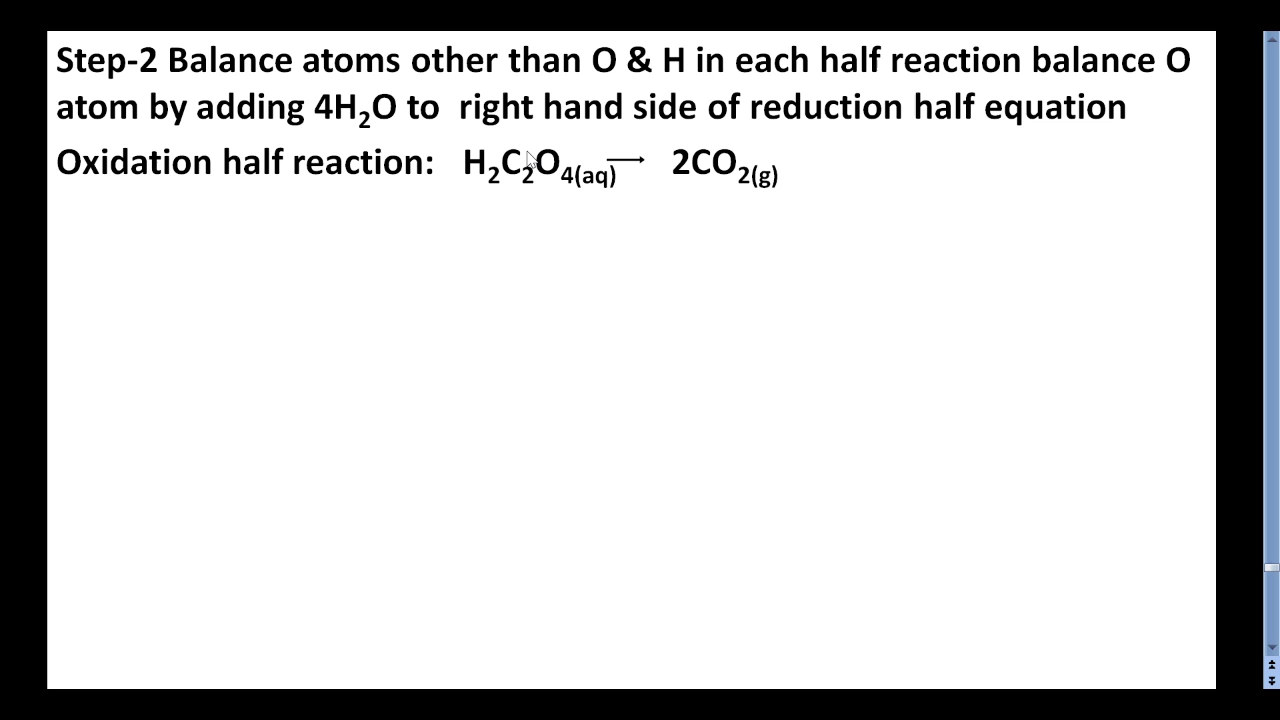 Step-2 Balance atoms other than O & H in each half reaction balance O
atom by adding 4H₂O to right hand side of reduction half equation
Oxidation half reaction: H₂C₂O₄(aq) ⟶ 2CO₂(g)